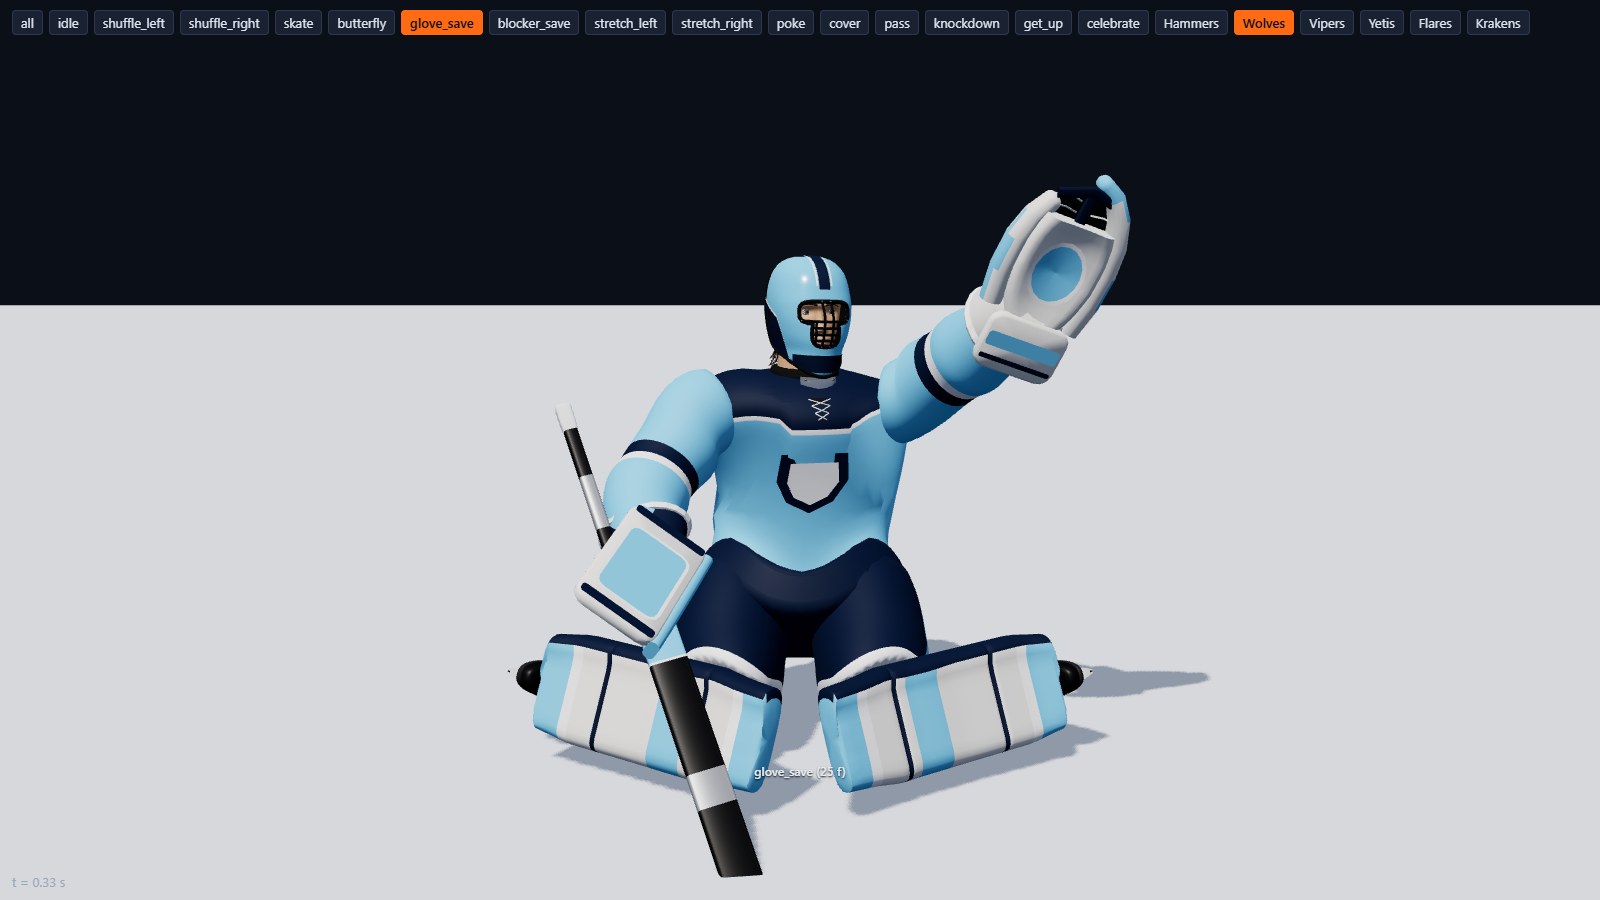 all idle shuffle_left shuffle_right skate butterfly glove_save blocker_save stretch_left stretch_right poke cover pass knockdown get_up celebrate Hammers Wolves Vipers Yetis Flares Krakens
glove_save (25 f)
t = 0.33 s